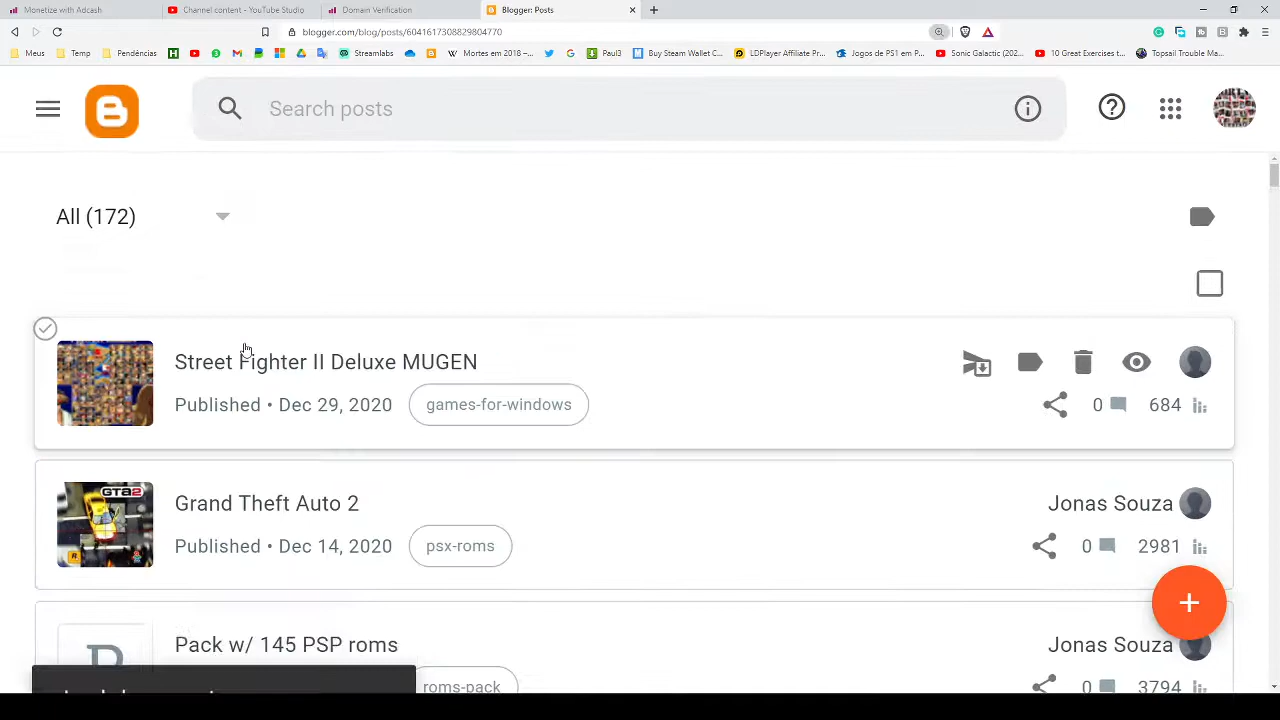 Monetize with Adcash
Channel content - YouTube Studio
Domain Verification
Blogger: Posts
blogger.com/blog/posts/6041617308829804770
Meus
Temp
Pendências
Streamlabs
Mortes em 2018 -...
Paul3
Buy Steam Wallet C...
LDPlayer Affiliate Pr...
Jogos de PS1 em P...
Sonic Galactic (202...
10 Great Exercises t...
Topsail Trouble Ma...
Search posts
All (172)
Street Fighter II Deluxe MUGEN
Published • Dec 29, 2020
games-for-windows
0
684
GTA2
Grand Theft Auto 2
Jonas Souza
Published • Dec 14, 2020
psx-roms
0
2981
Pack w/ 145 PSP roms
Jonas Souza
roms-pack
0
3794